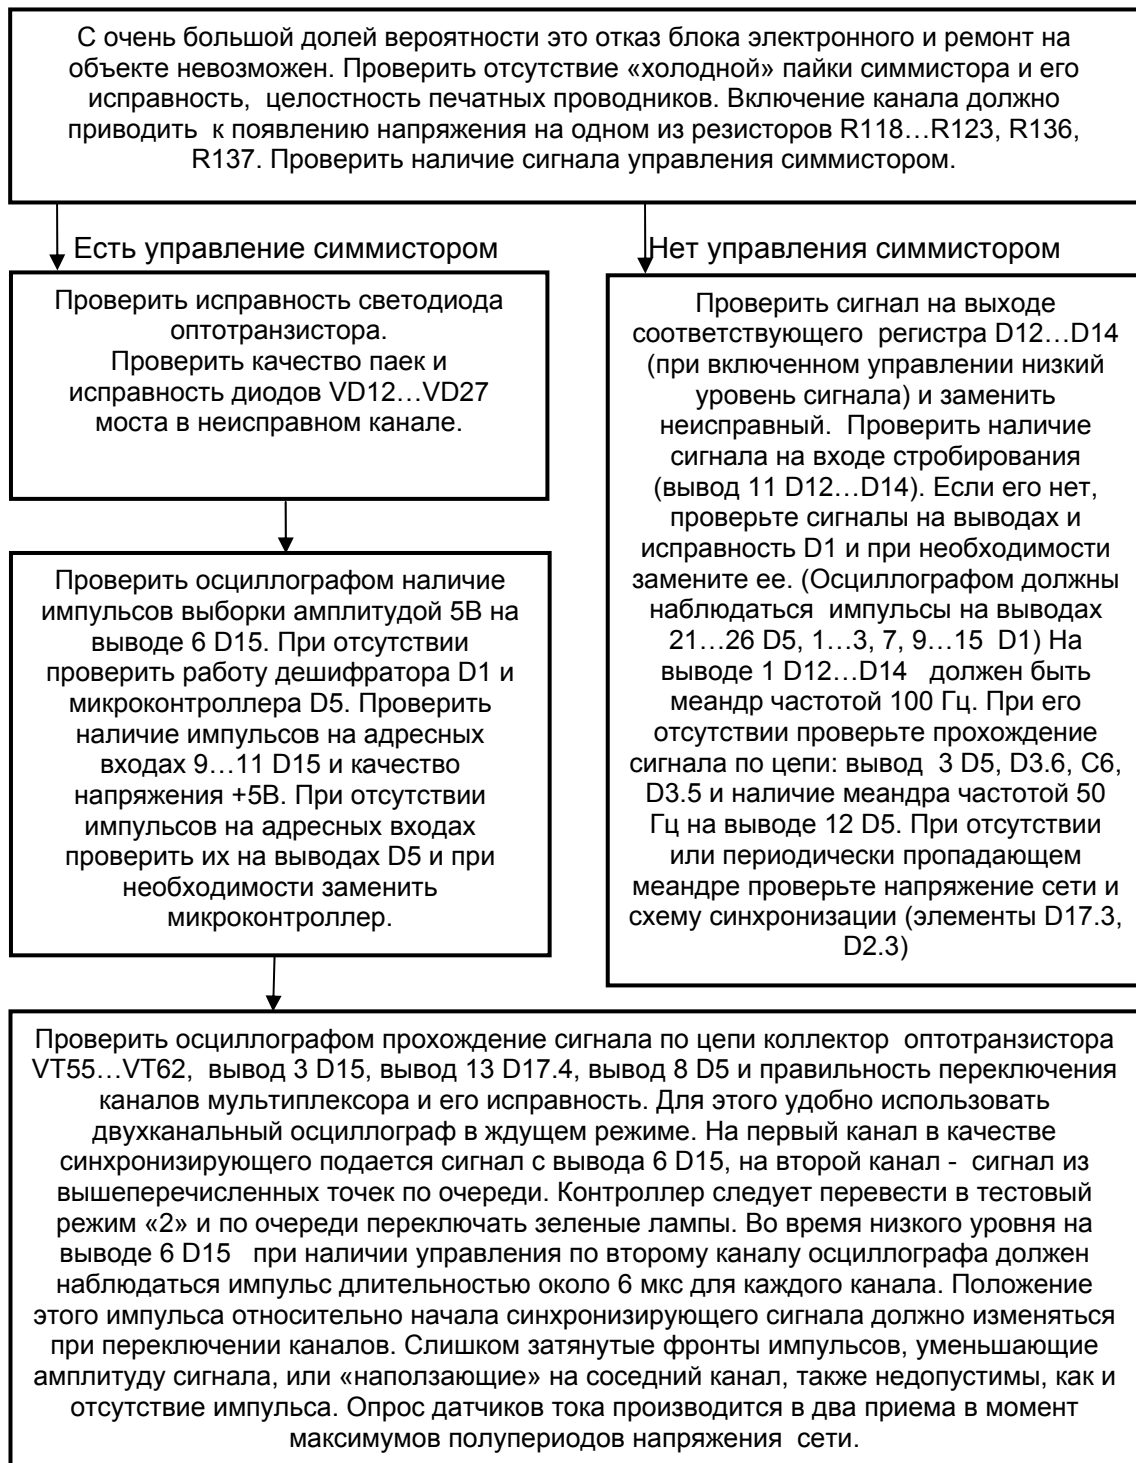 С очень большой долей вероятности это отказ блока электронного и ремонт на
объекте невозможен. Проверить отсутствие «холодной» пайки симмистора и его
исправность, целостность печатных проводников. Включение канала должно
приводить к появлению напряжения на одном из резисторов R118…R123, R136,
R137. Проверить наличие сигнала управления симмистором.
Есть управление симмистором
Проверить исправность светодиода
оптотранзистора.
Проверить качество паек и
исправность диодов VD12…VD27
моста в неисправном канале.
Проверить осциллографом наличие
импульсов выборки амплитудой 5В на
выводе 6 D15. При отсутствии
проверить работу дешифратора D1 и
микроконтроллера D5. Проверить
наличие импульсов на адресных
входах 9…11 D15 и качество
напряжения +5В. При отсутствии
импульсов на адресных входах
проверить их на выводах D5 и при
необходимости заменить
микроконтроллер.
Нет управления симмистором
Проверить сигнал на выходе
соответствующего регистра D12…D14
(при включенном управлении низкий
уровень сигнала) и заменить
неисправный. Проверить наличие
сигнала на входе стробирования
(вывод 11 D12…D14). Если его нет,
проверьте сигналы на выводах и
исправность D1 и при необходимости
замените ее. (Осциллографом должны
наблюдаться импульсы на выводах
21…26 D5, 1…3, 7, 9…15 D1) На
выводе 1 D12…D14 должен быть
меандр частотой 100 Гц. При его
отсутствии проверьте прохождение
сигнала по цепи: вывод 3 D5, D3.6, C6,
D3.5 и наличие меандра частотой 50
Гц на выводе 12 D5. При отсутствии
или периодически пропадающем
меандре проверьте напряжение сети и
схему синхронизации (элементы D17.3,
D2.3)
Проверить осциллографом прохождение сигнала по цепи коллектор оптотранзистора
VT55…VT62, вывод 3 D15, вывод 13 D17.4, вывод 8 D5 и правильность переключения
каналов мультиплексора и его исправность. Для этого удобно использовать
двухканальный осциллограф в ждущем режиме. На первый канал в качестве
синхронизирующего подается сигнал с вывода 6 D15, на второй канал - сигнал из
вышеперечисленных точек по очереди. Контроллер следует перевести в тестовый
режим «2» и по очереди переключать зеленые лампы. Во время низкого уровня на
выводе 6 D15 при наличии управления по второму каналу осциллографа должен
наблюдаться импульс длительностью около 6 мкс для каждого канала. Положение
этого импульса относительно начала синхронизирующего сигнала должно изменяться
при переключении каналов. Слишком затянутые фронты импульсов, уменьшающие
амплитуду сигнала, или «наползающие» на соседний канал, также недопустимы, как и
отсутствие импульса. Опрос датчиков тока производится в два приема в момент
максимумов полупериодов напряжения сети.